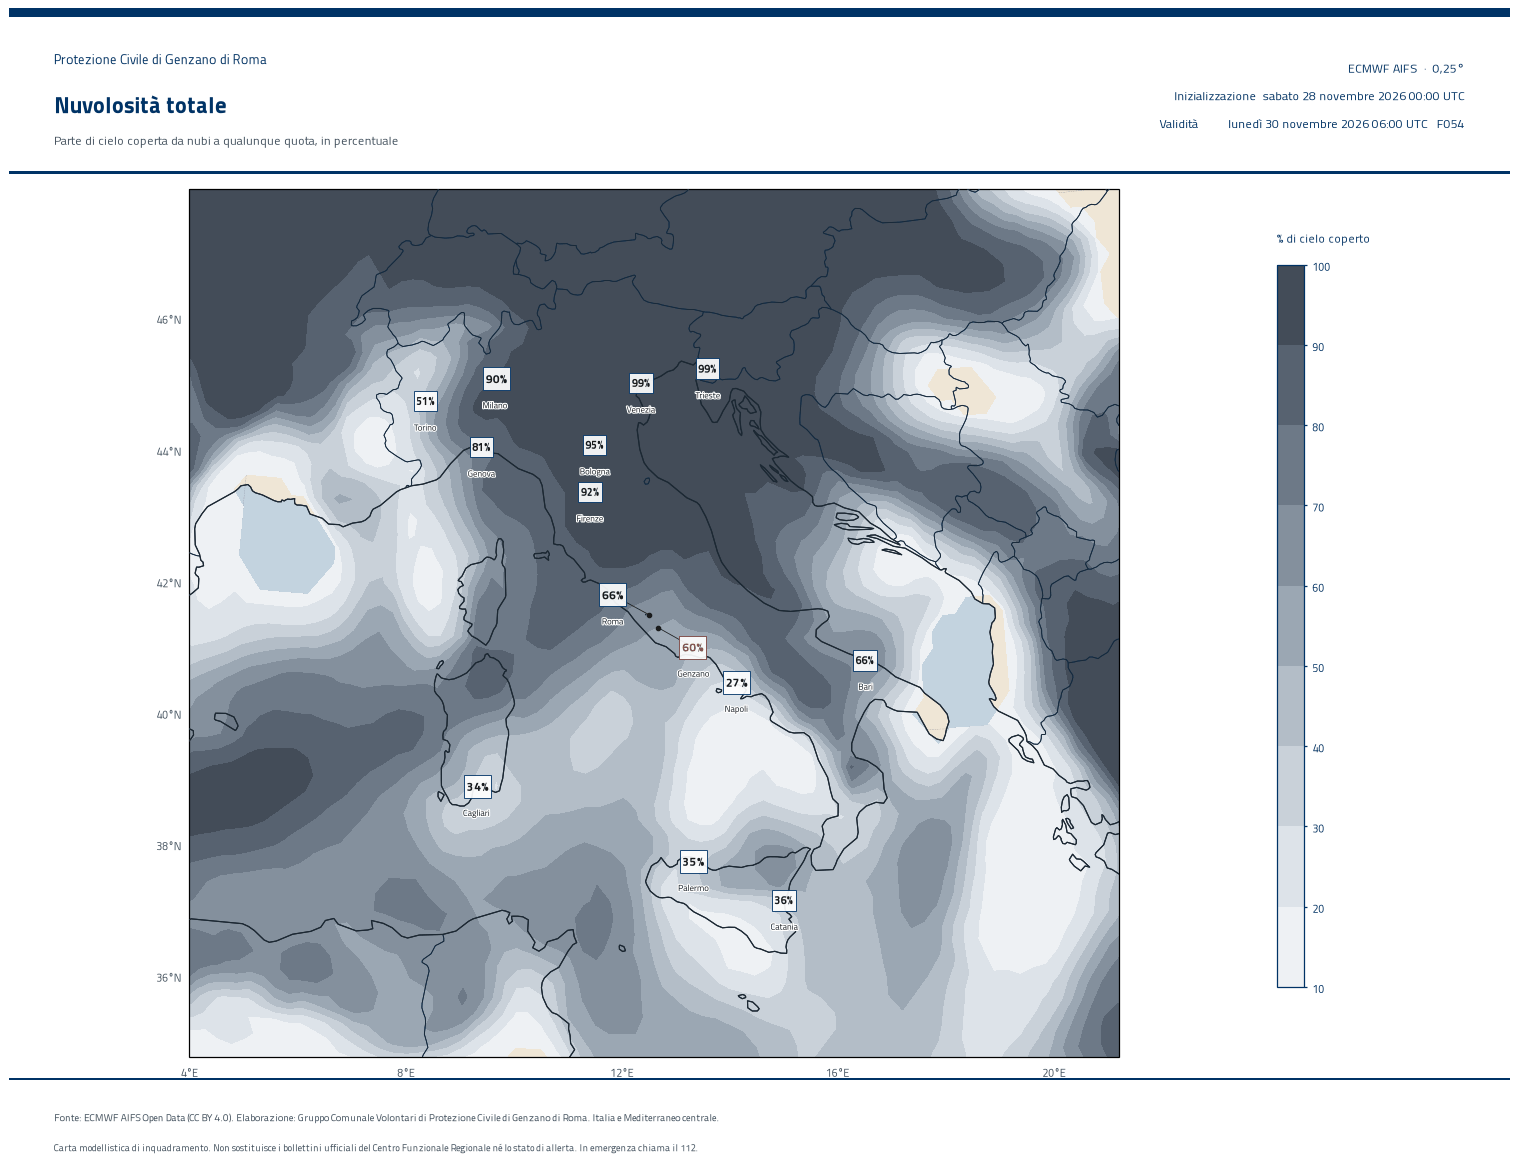 Protezione Civile di Genzano di Roma
Nuvolosità totale
Parte di cielo coperta da nubi a qualunque quota, in percentuale
ECMWF AIFS · 0,25°
Inizializzazione sabato 28 novembre 2026 00:00 UTC
Validità lunedì 30 novembre 2026 06:00 UTC F054
% di cielo coperto
100
90
80
70
60
50
40
30
20
10
46°N
44°N
42°N
40°N
38°N
36°N
4°E
8°E
12°E
16°E
20°E
99%
Trieste
90%
Milano
99%
Venezia
51%
Torino
81%
Genova
95%
Bologna
92%
Firenze
66%
Roma
60%
Genzano
66%
Bari
27%
Napoli
34%
Cagliari
35%
Palermo
36%
Catania
Fonte: ECMWF AIFS Open Data (CC BY 4.0). Elaborazione: Gruppo Comunale Volontari di Protezione Civile di Genzano di Roma. Italia e Mediterraneo centrale.
Carta modellistica di inquadramento. Non sostituisce i bollettini ufficiali del Centro Funzionale Regionale né lo stato di allerta. In emergenza chiama il 112.